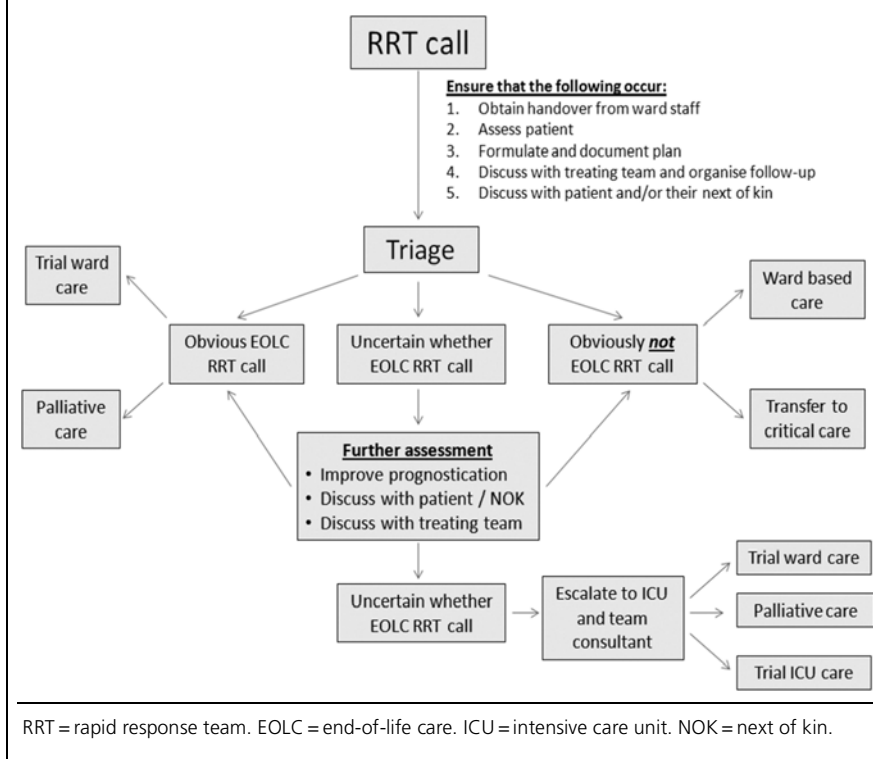 RRT call
Ensure that the following occur:
1. Obtain handover from ward staff
2. Assess patient
3. Formulate and document plan
4. Discuss with treating team and organise follow-up
5. Discuss with patient and/or their next of kin
Triage
Trial ward
care
Palliative
care
Obvious EOLC
RRT call
Uncertain whether
EOLC RRT call
Obviously not
EOLC RRT call
Ward based
care
Transfer to
critical care
Further assessment
• Improve prognostication
• Discuss with patient / NOK
• Discuss with treating team
Uncertain whether
EOLC RRT call
Escalate to ICU
and team
consultant
Trial ward care
Palliative care
Trial ICU care
RRT = rapid response team. EOLC = end-of-life care. ICU = intensive care unit. NOK = next of kin.